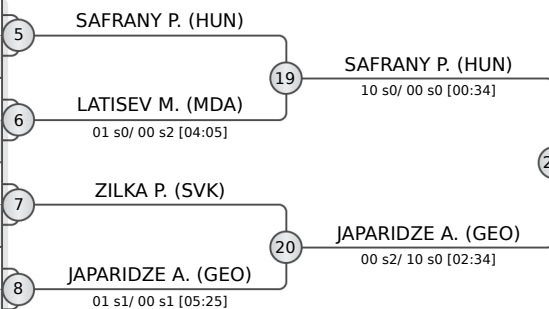 5
SAFRANY P. (HUN)
19
SAFRANY P. (HUN)
10 s0/ 00 s0 [00:34]
6
LATISEV M. (MDA)
01 s0/ 00 s2 [04:05]
7
ZILKA P. (SVK)
20
JAPARIDZE A. (GEO)
00 s2/ 10 s0 [02:34]
8
JAPARIDZE A. (GEO)
01 s1/ 00 s1 [05:25]